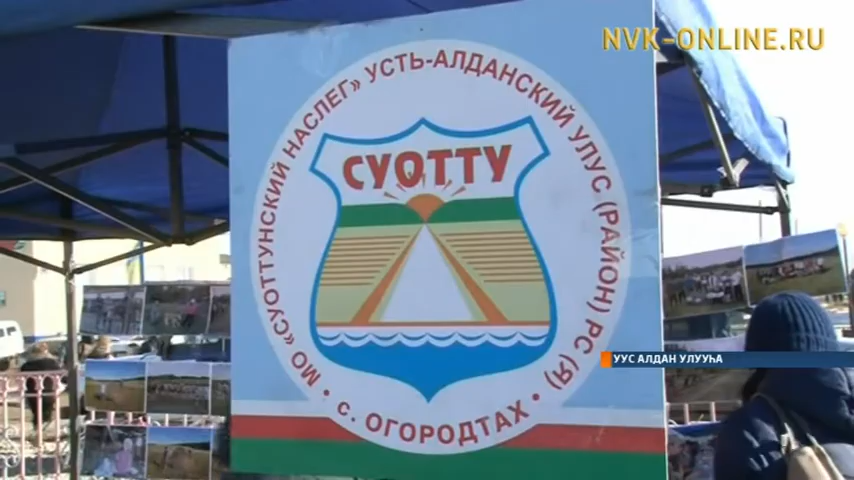 NVK-ONLINE.RU
МО «СУОТТУНСКИЙ НАСЛЕГ» УСТЬ-АЛДАНСКИЙ УЛУС (РАЙОН) РС (Я)
СУОТТУ
• с. ОГОРОДТАХ •
УУС АЛДАН УЛУУҺА